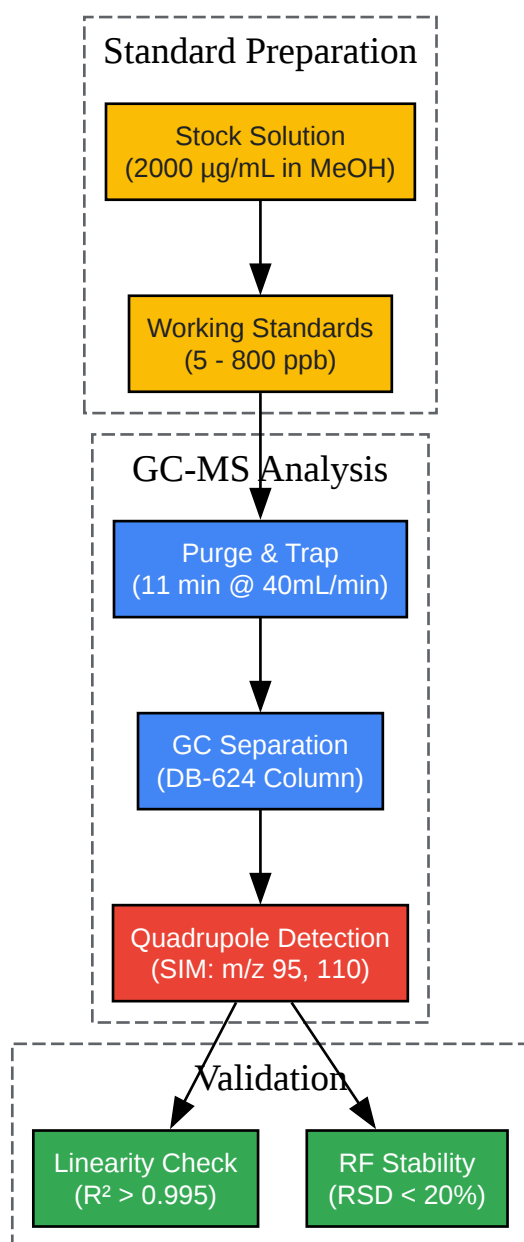 Standard Preparation
Stock Solution
(2000 µg/mL in MeOH)
Working Standards
(5 - 800 ppb)
GC-MS Analysis
Purge & Trap
(11 min @ 40mL/min)
GC Separation
(DB-624 Column)
Quadrupole Detection
(SIM: m/z 95, 110)
Validation
Linearity Check
(R² > 0.995)
RF Stability
(RSD < 20%)